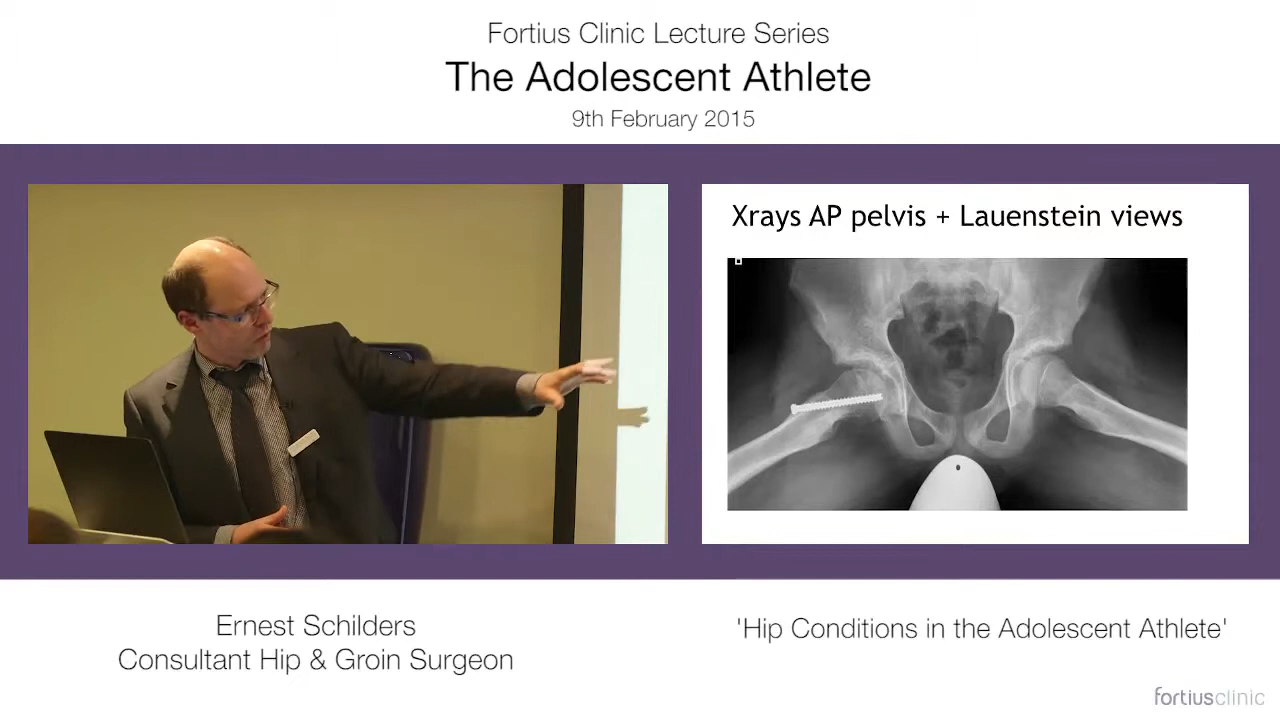 Fortius Clinic Lecture Series
The Adolescent Athlete
9th February 2015
Xrays AP pelvis + Lauenstein views
Ernest Schilders
Consultant Hip & Groin Surgeon
'Hip Conditions in the Adolescent Athlete'
fortiusclinic